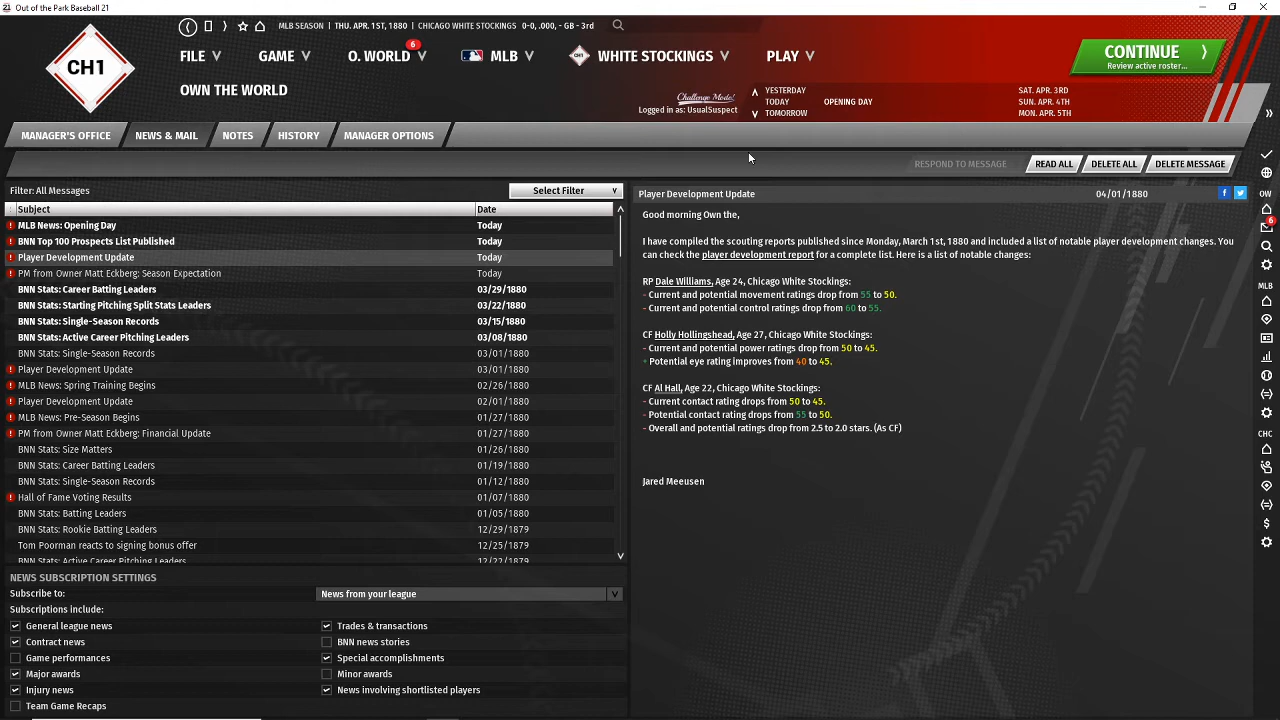 Out of the Park Baseball 21
MLB SEASON | THU. APR. 1ST, 1880 | CHICAGO WHITE STOCKINGS 0-0, .000, - GB - 3rd
CH1
FILE
GAME
O. WORLD
6
MLB
CH1
WHITE STOCKINGS
PLAY
CONTINUE
Review active roster...
OWN THE WORLD
Challenge Mode!
Logged in as: UsualSuspect
YESTERDAY
TODAY OPENING DAY
TOMORROW
SAT. APR. 3RD
SUN. APR. 4TH
MON. APR. 5TH
MANAGER'S OFFICE
NEWS & MAIL
NOTES
HISTORY
MANAGER OPTIONS
RESPOND TO MESSAGE
READ ALL
DELETE ALL
DELETE MESSAGE
Filter: All Messages
Select Filter
Subject Date
MLB News: Opening Day Today
BNN Top 100 Prospects List Published Today
Player Development Update Today
PM from Owner Matt Eckberg: Season Expectation Today
BNN Stats: Career Batting Leaders 03/29/1880
BNN Stats: Starting Pitching Split Stats Leaders 03/22/1880
BNN Stats: Single-Season Records 03/15/1880
BNN Stats: Active Career Pitching Leaders 03/08/1880
BNN Stats: Single-Season Records 03/01/1880
Player Development Update 03/01/1880
MLB News: Spring Training Begins 02/26/1880
Player Development Update 02/01/1880
MLB News: Pre-Season Begins 01/27/1880
PM from Owner Matt Eckberg: Financial Update 01/27/1880
BNN Stats: Size Matters 01/26/1880
BNN Stats: Career Batting Leaders 01/19/1880
BNN Stats: Single-Season Records 01/12/1880
Hall of Fame Voting Results 01/07/1880
BNN Stats: Batting Leaders 01/05/1880
BNN Stats: Rookie Batting Leaders 12/29/1879
Tom Poorman reacts to signing bonus offer 12/25/1879
BNN Stats: Active Career Pitching Leaders 12/22/1879
NEWS SUBSCRIPTION SETTINGS
Subscribe to: News from your league
Subscriptions include:
General league news
Trades & transactions
Contract news
BNN news stories
Game performances
Special accomplishments
Major awards
Minor awards
Injury news
News involving shortlisted players
Team Game Recaps
Player Development Update 04/01/1880
Good morning Own the,
I have compiled the scouting reports published since Monday, March 1st, 1880 and included a list of notable player development changes. You
can check the player development report for a complete list. Here is a list of notable changes:
RP Dale Williams, Age 24, Chicago White Stockings:
- Current and potential movement ratings drop from 55 to 50.
- Current and potential control ratings drop from 60 to 55.
CF Holly Hollingshead, Age 27, Chicago White Stockings:
- Current and potential power ratings drop from 50 to 45.
+ Potential eye rating improves from 40 to 45.
CF Al Hall, Age 22, Chicago White Stockings:
- Current contact rating drops from 50 to 45.
- Potential contact rating drops from 55 to 50.
- Overall and potential ratings drop from 2.5 to 2.0 stars. (As CF)
Jared Meeusen
OW
6
MLB
CHC